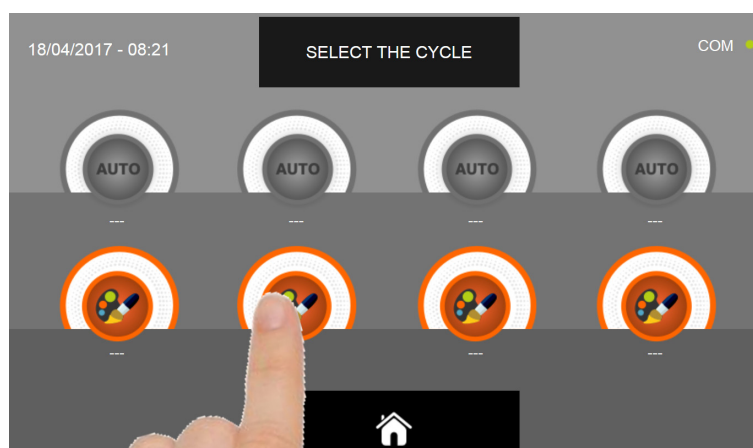 18/04/2017 - 08:21
SELECT THE CYCLE
COM
AUTO
AUTO
AUTO
AUTO
---
---
---
---
---
---
---